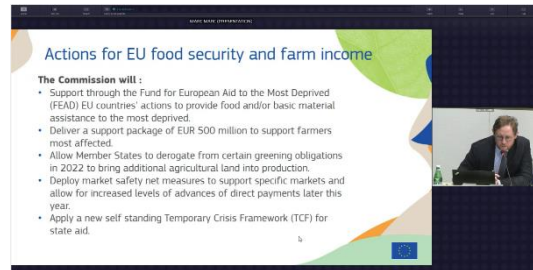 Actions for EU food security and farm income
The Commission will :
• Support through the Fund for European Aid to the Most Deprived
(FEAD) EU countries' actions to provide food and/or basic material
assistance to the most deprived.
• Deliver a support package of EUR 500 million to support farmers
most affected.
• Allow Member States to derogate from certain greening obligations
in 2022 to bring additional agricultural land into production.
• Deploy market safety net measures to support specific markets and
allow for increased levels of advances of direct payments later this
year.
• Apply a new self standing Temporary Crisis Framework (TCF) for
state aid.